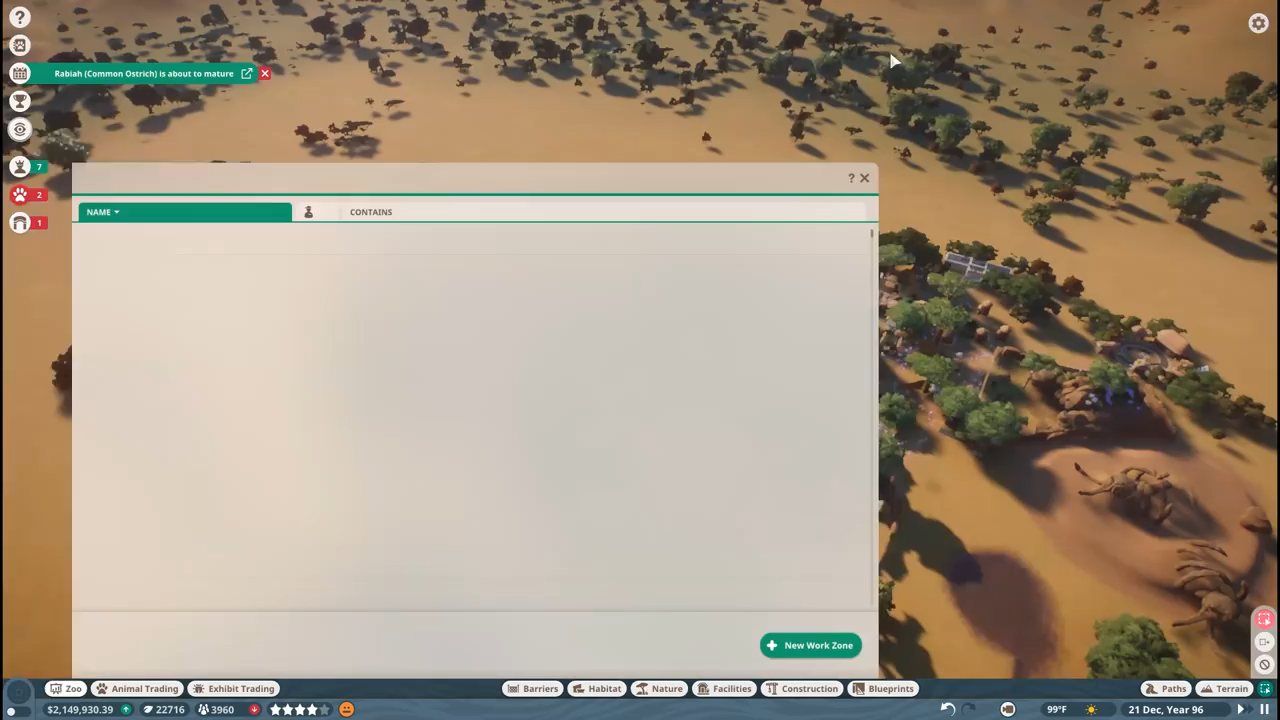 Rabiah (Common Ostrich) is about to mature
7
2
1
?
NAME
CONTAINS
New Work Zone
Zoo
Animal Trading
Exhibit Trading
Barriers
Habitat
Nature
Facilities
Construction
Blueprints
Paths
Terrain
$2,149,930.39
22716
3960
99°F
21 Dec, Year 96